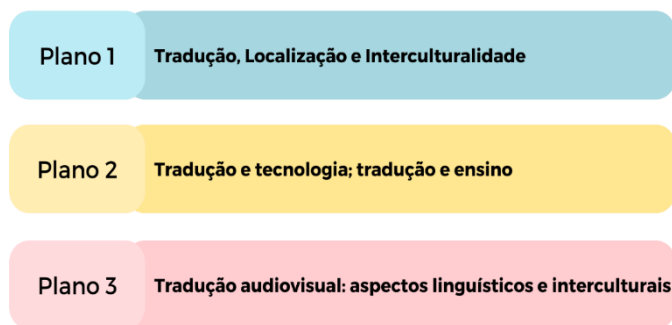 Plano 1 Tradução, Localização e Interculturalidade
Plano 2 Tradução e tecnologia; tradução e ensino
Plano 3 Tradução audiovisual: aspectos linguísticos e interculturais